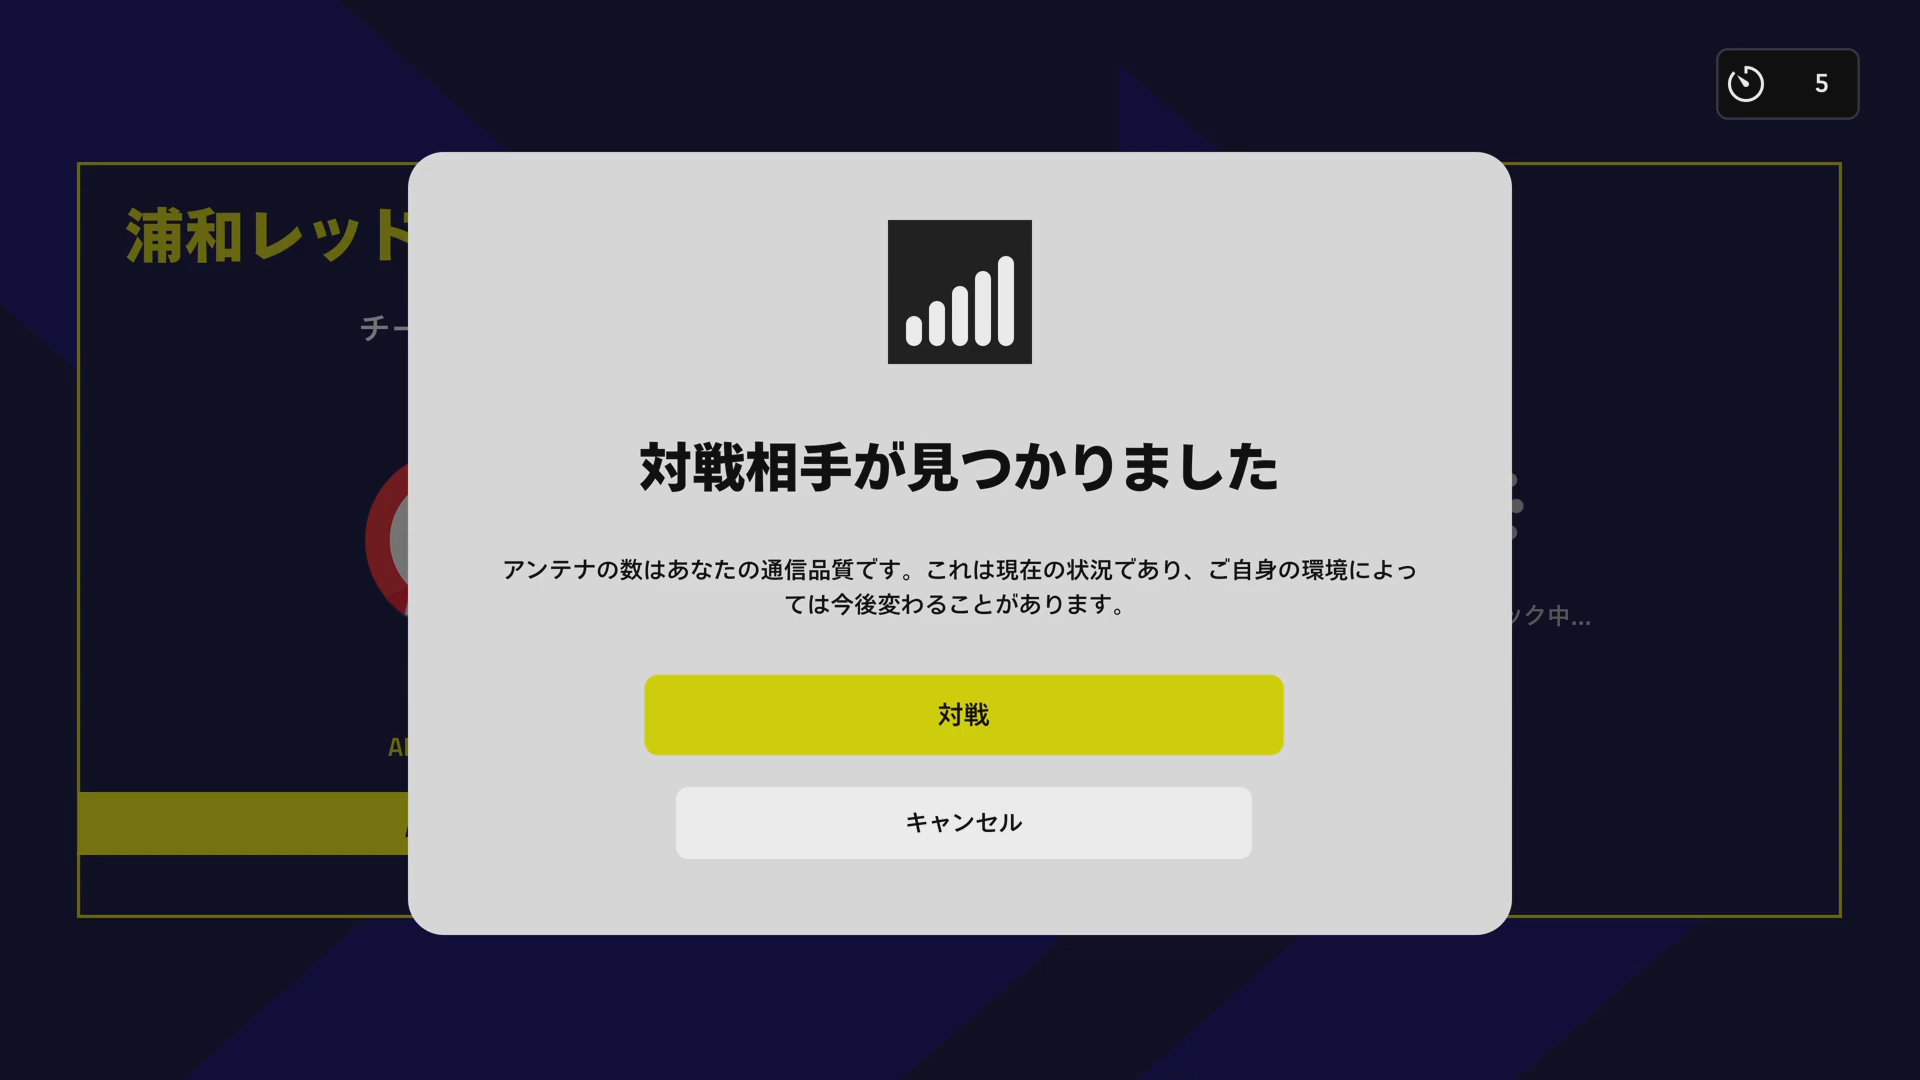 5
浦和レッド
チー
対戦相手が見つかりました
アンテナの数はあなたの通信品質です。これは現在の状況であり、ご自身の環境によっ
ては今後変わることがあります。
ック中...
対戦
キャンセル